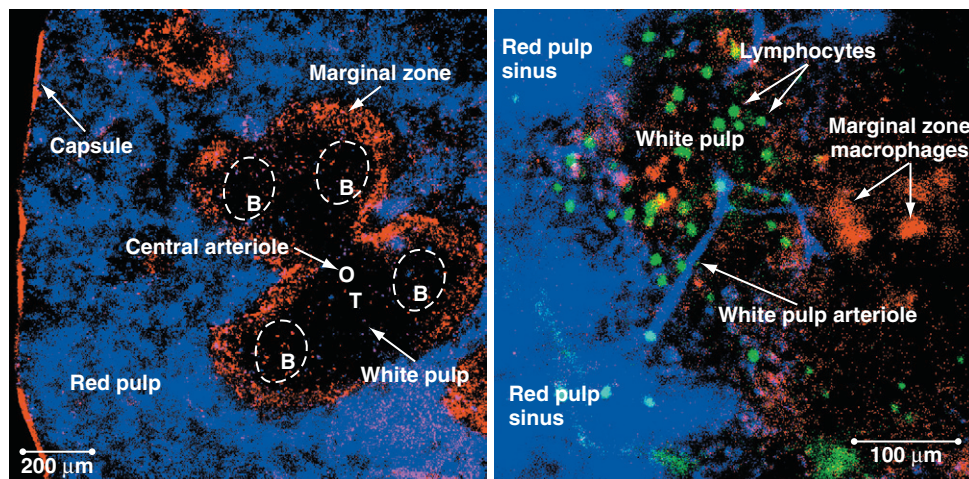 Marginal zone
Capsule
B
B
Central arteriole
O
T
B
B
White pulp
Red pulp
200 μm
Red pulp
sinus
Lymphocytes
White pulp
Marginal zone
macrophages
White pulp arteriole
Red pulp
sinus
100 μm